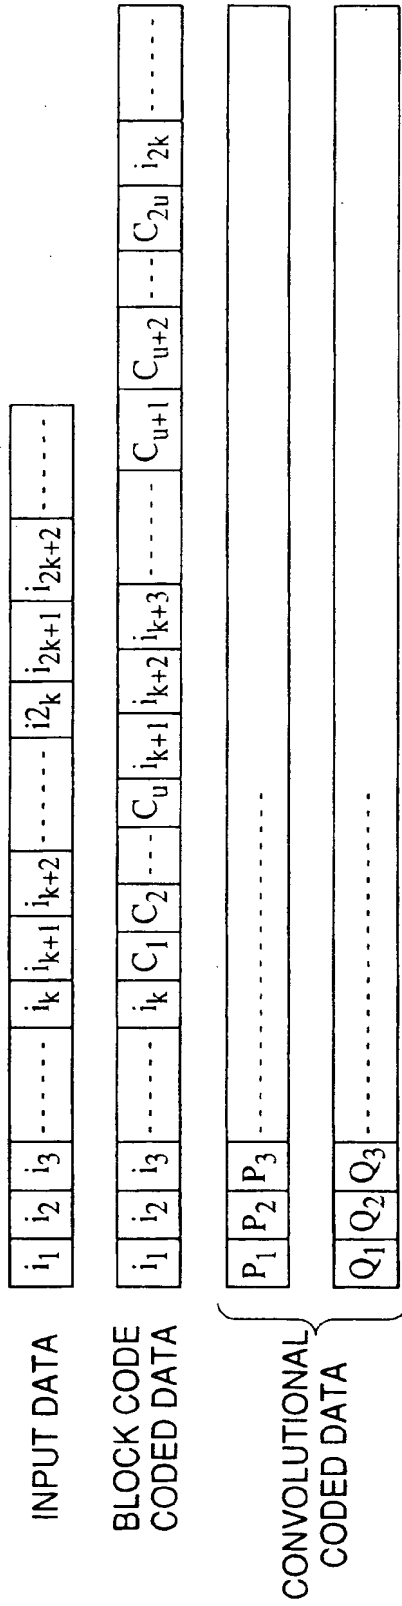 INPUT DATA
i₁ i₂ i₃ ------ iₖ iₖ₊₁ iₖ₊₂ ------ i2ₖ i₂ₖ₊₁ i₂ₖ₊₂ ------
BLOCK CODE
CODED DATA
i₁ i₂ i₃ ------ iₖ C₁ C₂ --- Cᵤ iₖ₊₁ iₖ₊₂ iₖ₊₃ ------ Cᵤ₊₁ Cᵤ₊₂ --- C₂ᵤ i₂ₖ ------
CONVOLUTIONAL
CODED DATA
P₁ P₂ P₃ ------------------
Q₁ Q₂ Q₃ ------------------